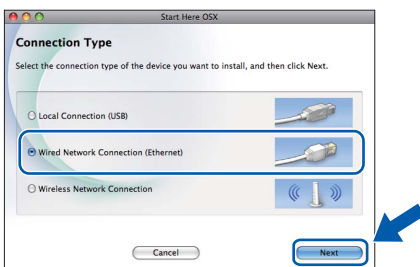 Start Here OSX
Connection Type
Select the connection type of the device you want to install, and then click Next.
Local Connection (USB)
Wired Network Connection (Ethernet)
Wireless Network Connection
Cancel
Next